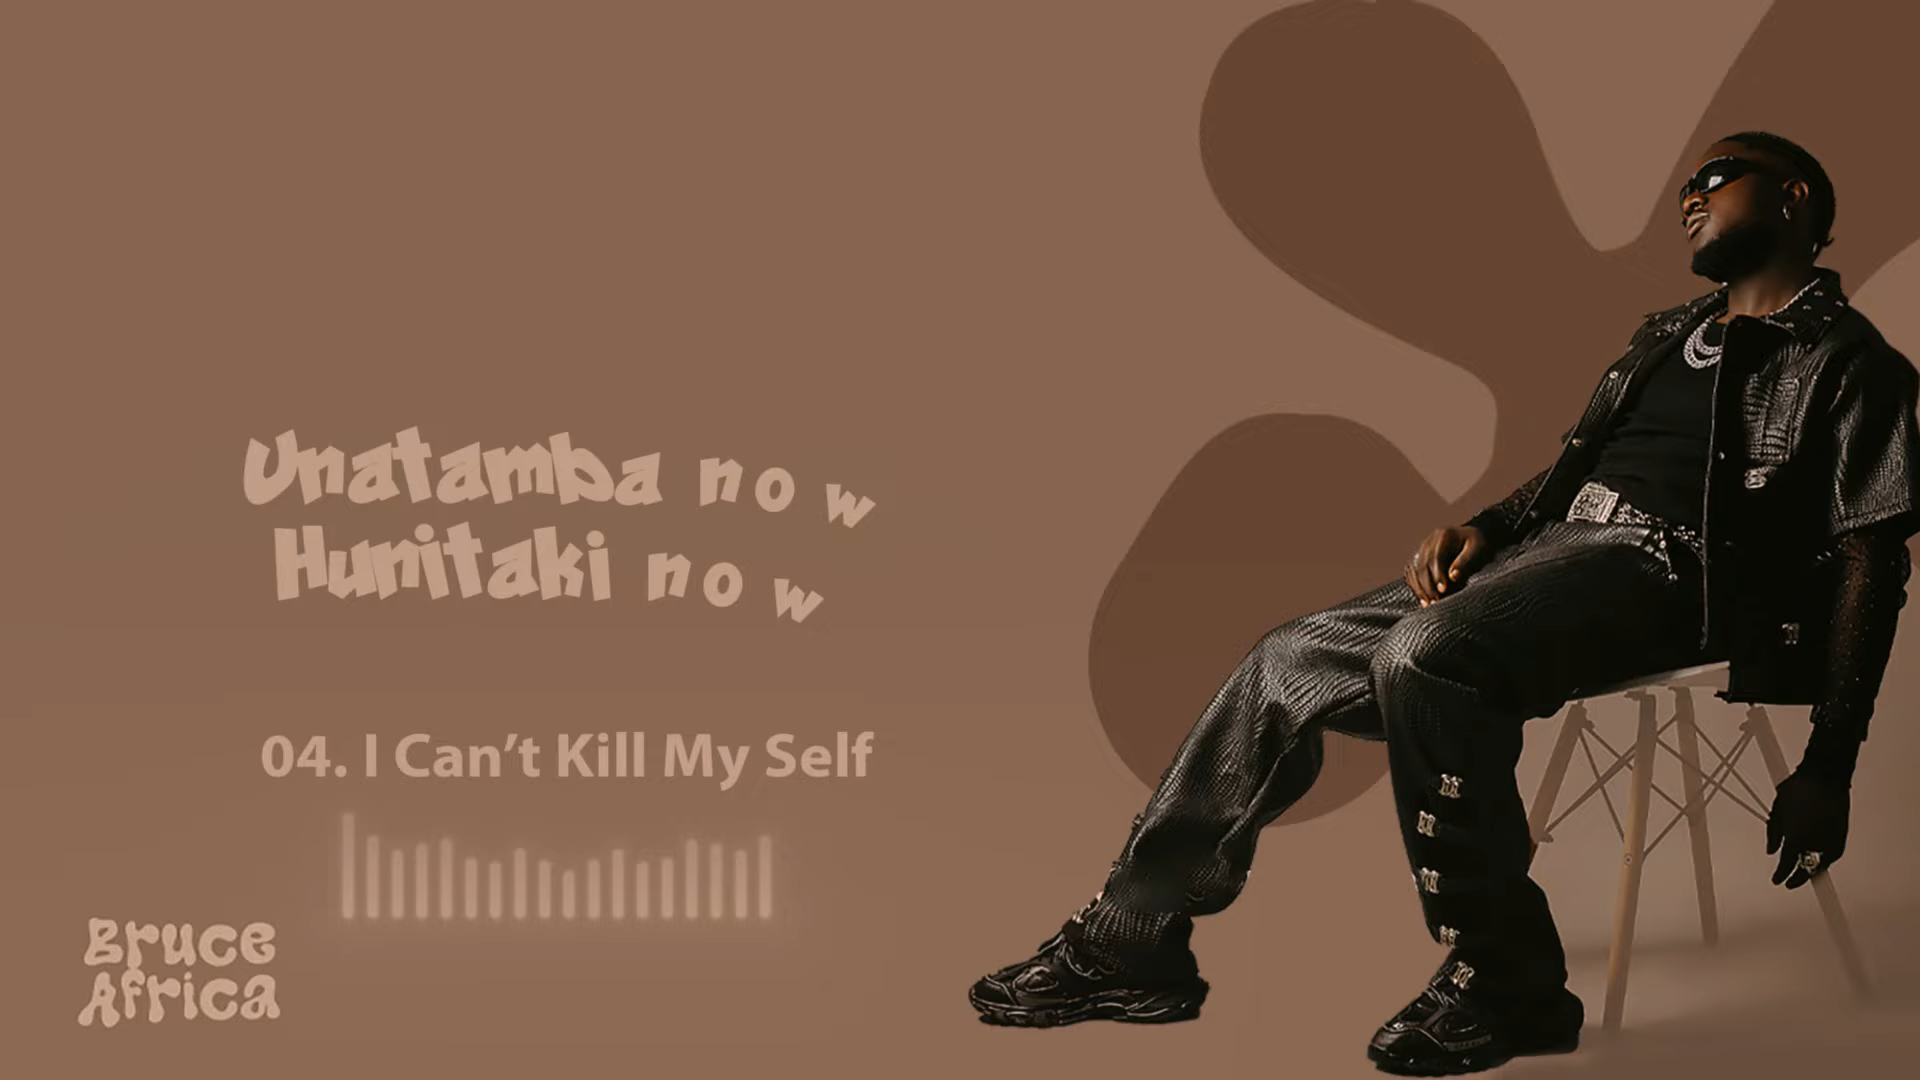 Unatamba now
Hunitaki now
04. I Can’t Kill My Self
Bruce
Africa